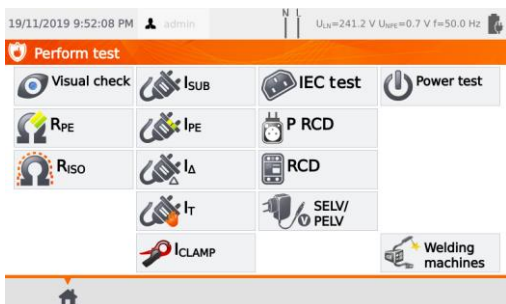 19/11/2019 9:52:08 PM admin N L ULN=241.2 V UNPE=0.7 V f=50.0 Hz
Perform test
Visual check ISUB IEC test Power test
RPE IPE P RCD
RISO IΔ RCD
IT SELV/
PELV
V
ICLAMP Welding
machines